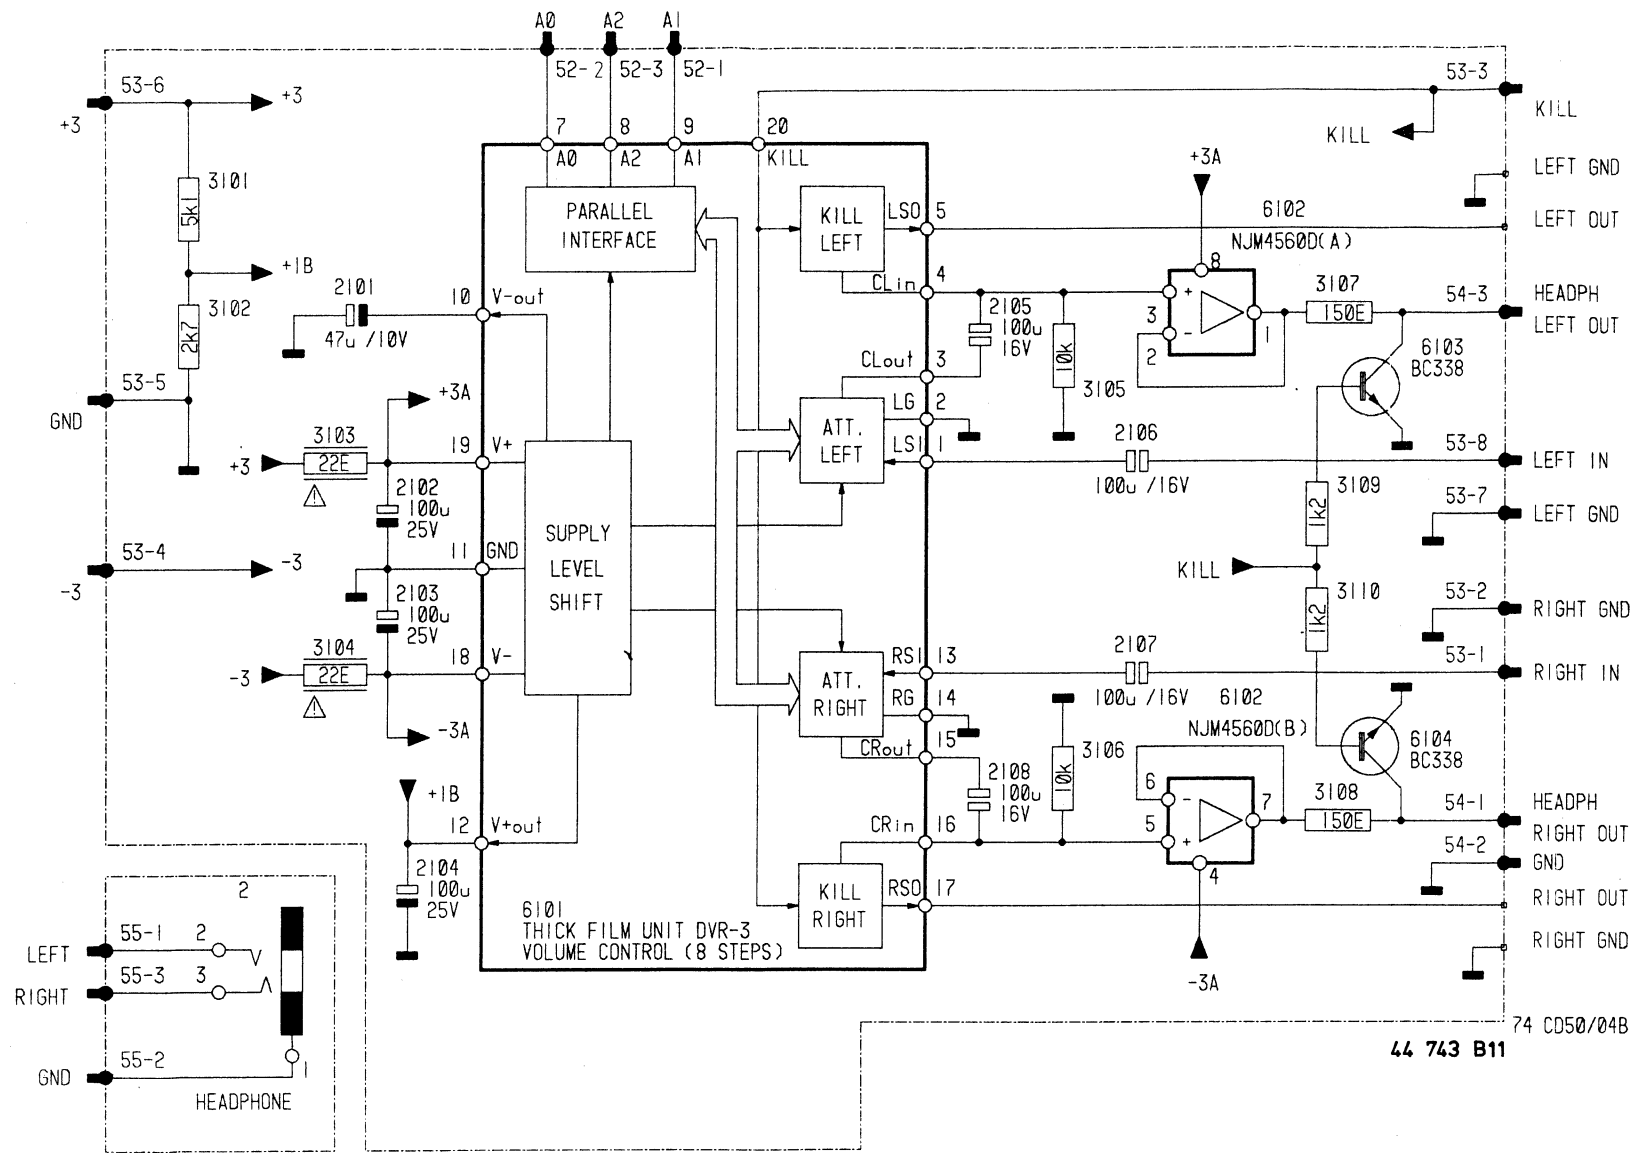 A0 A2 A1
52-2 52-3 52-1
53-6
+3
+3
53-3
KILL
KILL
7 8 9 20
A0 A2 A1 KILL
3101
5k1
PARALLEL
INTERFACE
KILL
LEFT
LSO 5
+3A
6102
NJM4560D(A)
LEFT GND
LEFT OUT
+1B
2101
47u/10V
10 V-out
3102
2k7
CLin 4
2105
100u
16V
10k
3105
8
+
3
-
2
1
3107
150E
54-3
HEADPH
LEFT OUT
6103
BC338
53-5
GND
+3A
CLout 3
LG 2
LSI 1
ATT.
LEFT
3103
+3
22E
19 V+
2102
100u
25V
2106
100u/16V
53-8
LEFT IN
3109
1k2
53-7
LEFT GND
53-4
-3
-3
11 GND
SUPPLY
LEVEL
SHIFT
KILL
2103
100u
25V
3110
1k2
53-2
RIGHT GND
3104
-3
22E
18 V-
-3A
ATT.
RIGHT
RSI 13
RG 14
CRout 15
2107
100u/16V
53-1
RIGHT IN
6102
NJM4560D(B)
3106
10k
6104
BC338
+1B
12 V+out
2108
100u
16V
CRin 16
6
-
5
+
7
4
3108
150E
54-1
HEADPH
RIGHT OUT
54-2
GND
2104
100u
25V
KILL
RIGHT
RSO 17
RIGHT OUT
RIGHT GND
-3A
6101
THICK FILM UNIT DVR-3
VOLUME CONTROL (8 STEPS)
2
LEFT
55-1 2
RIGHT
55-3 3
GND
55-2
1
HEADPHONE
74 CD50/04B
44 743 B11